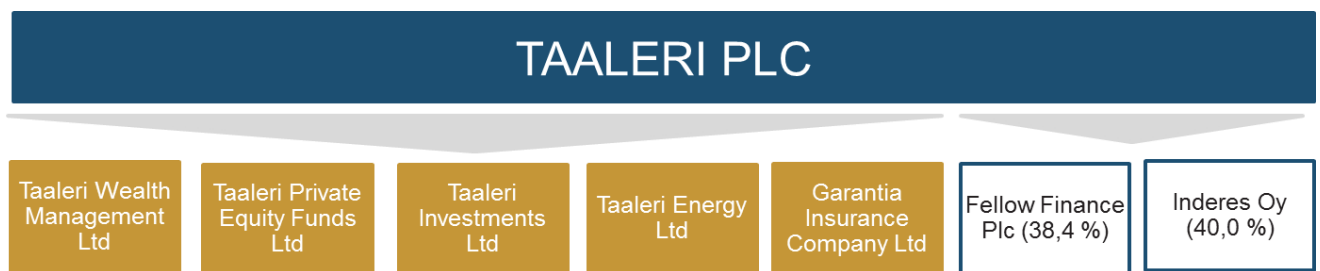 TAALERI PLC
Taaleri Wealth
Management
Ltd
Taaleri Private
Equity Funds
Ltd
Taaleri
Investments
Ltd
Taaleri Energy
Ltd
Garantia
Insurance
Company Ltd
Fellow Finance
Plc (38,4 %)
Inderes Oy
(40,0 %)